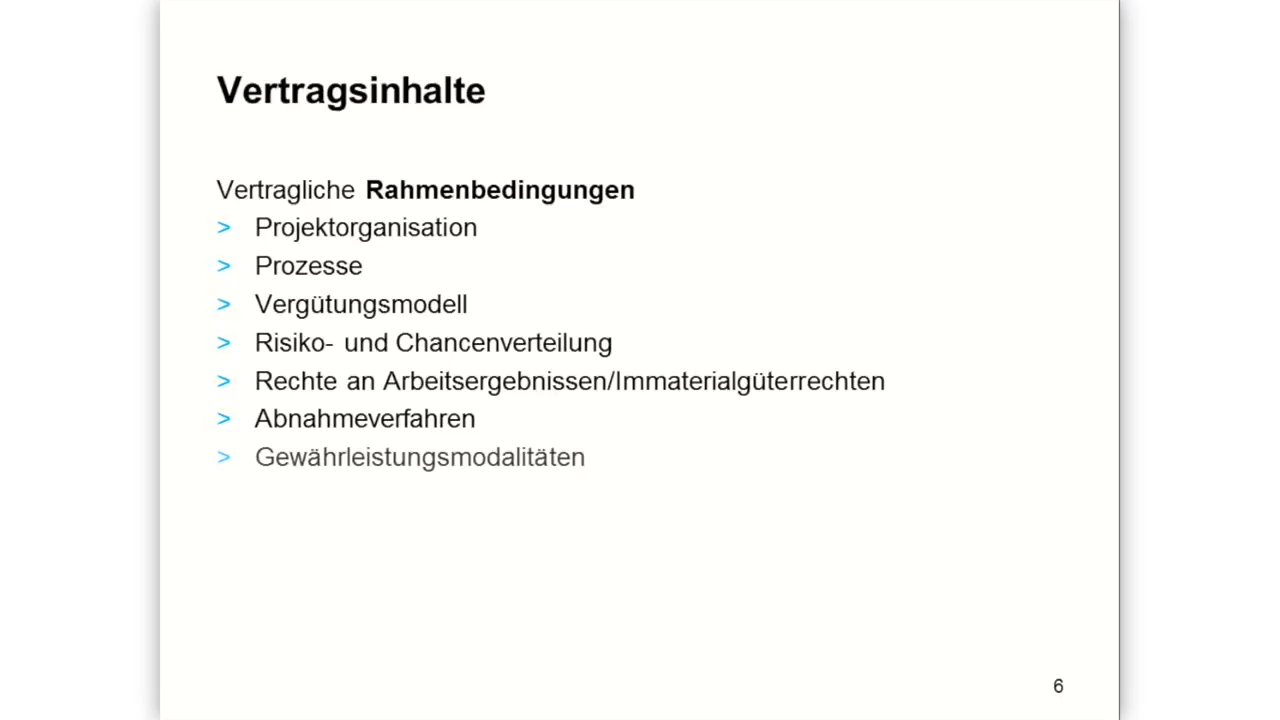 Vertragsinhalte
Vertragliche Rahmenbedingungen
> Projektorganisation
> Prozesse
> Vergütungsmodell
> Risiko- und Chancenverteilung
> Rechte an Arbeitsergebnissen/Immaterialgüterrechten
> Abnahmeverfahren
> Gewährleistungsmodalitäten
6